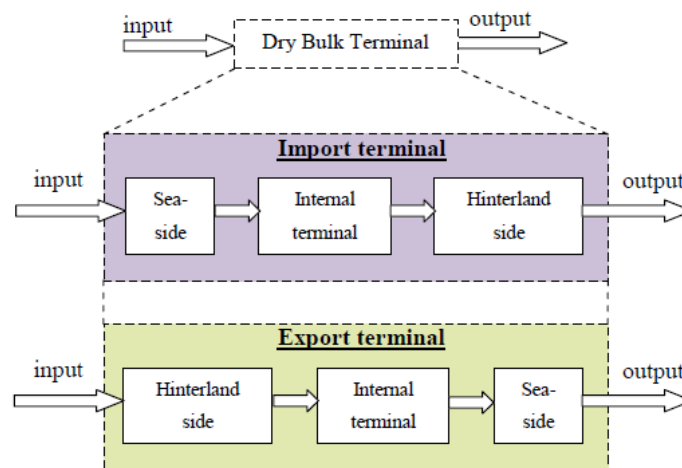 input
Dry Bulk Terminal
output
Import terminal
input
Sea-
side
Internal
terminal
Hinterland
side
output
Export terminal
input
Hinterland
side
Internal
terminal
Sea-
side
output